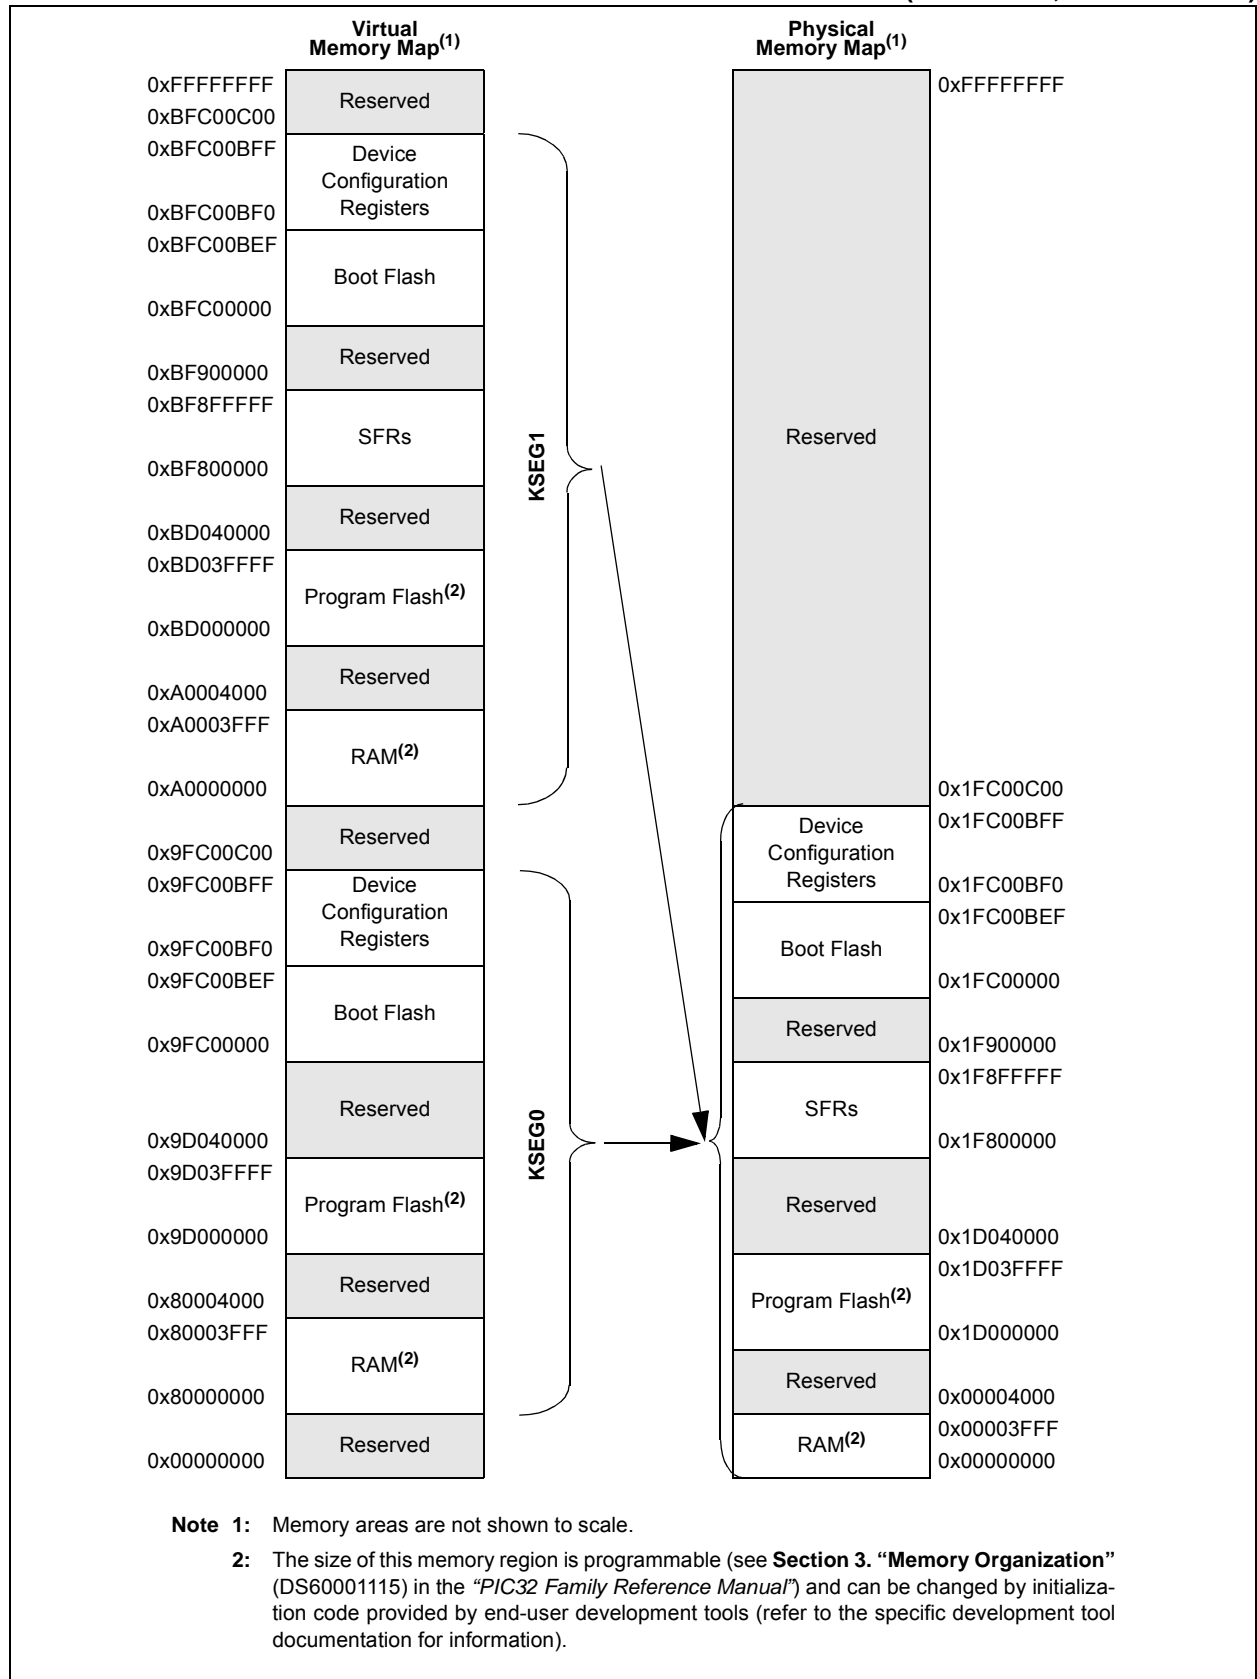 Virtual
Memory Map(1)
0xFFFFFFFF
Reserved
0xBFC00C00
0xBFC00BFF
Device
Configuration
Registers
0xBFC00BF0
0xBFC00BEF
Boot Flash
0xBFC00000
Reserved
0xBF900000
0xBF8FFFFF
SFRs
0xBF800000
Reserved
0xBD040000
0xBD03FFFF
Program Flash(2)
0xBD000000
Reserved
0xA0004000
0xA0003FFF
RAM(2)
0xA0000000
Reserved
0x9FC00C00
0x9FC00BFF
Device
Configuration
Registers
0x9FC00BF0
0x9FC00BEF
Boot Flash
0x9FC00000
Reserved
0x9D040000
0x9D03FFFF
Program Flash(2)
0x9D000000
Reserved
0x80004000
0x80003FFF
RAM(2)
0x80000000
Reserved
0x00000000
KSEG1
KSEG0
Physical
Memory Map(1)
0xFFFFFFFF
Reserved
0x1FC00C00
0x1FC00BFF
Device
Configuration
Registers
0x1FC00BF0
0x1FC00BEF
Boot Flash
0x1FC00000
Reserved
0x1F900000
0x1F8FFFFF
SFRs
0x1F800000
Reserved
0x1D040000
0x1D03FFFF
Program Flash(2)
0x1D000000
Reserved
0x00004000
0x00003FFF
RAM(2)
0x00000000
Note 1: Memory areas are not shown to scale.
2: The size of this memory region is programmable (see Section 3. “Memory Organization”
(DS60001115) in the “PIC32 Family Reference Manual”) and can be changed by initializa-
tion code provided by end-user development tools (refer to the specific development tool
documentation for information).